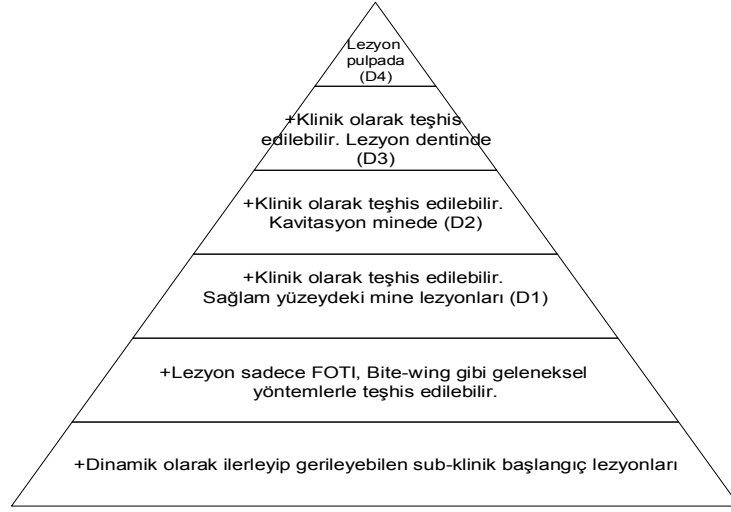 Lezyon
pulpada
(D4)
+Klinik olarak teşhis
edilebilir. Lezyon dentinde
(D3)
+Klinik olarak teşhis edilebilir.
Kavitasyon minede (D2)
+Klinik olarak teşhis edilebilir.
Sağlam yüzeydeki mine lezyonları (D1)
+Lezyon sadece FOTI, Bite-wing gibi geleneksel
yöntemlerle teşhis edilebilir.
+Dinamik olarak ilerleyip gerileyebilen sub-klinik başlangıç lezyonları